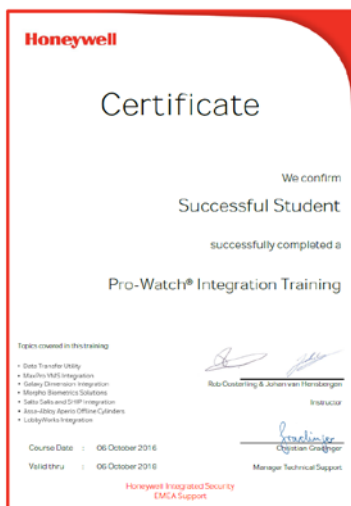 Honeywell
Certificate
We confirm
Successful Student
successfully completed a
Pro-Watch® Integration Training
Topics covered in this training:
• Data Transfer Utility
• MaxPro VMS Integration
• Galaxy Dimension Integration
• Morpho Biometrics Solutions
• Salto Sallis and SHIP Integration
• Assa-Abloy Aperio Offline Cylinders
• LobbyWorks Integration
Rob Oosterling & Johan van Hensbergen
Instructor
Course Date : 06 October 2016
Christian Gradinger
Valid thru : 06 October 2016
Manager Technical Support
Honeywell Integrated Security
EMEA Support